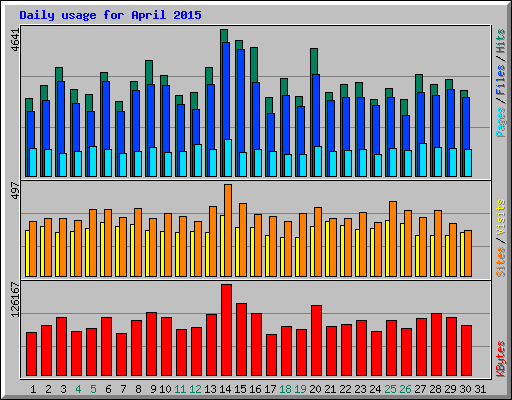 Daily usage for April 2015
4641
Pages / Files / Hits
497
Sites / Visits
126167
KBytes
1 2 3 4 5 6 7 8 9 10 11 12 13 14 15 16 17 18 19 20 21 22 23 24 25 26 27 28 29 30 31